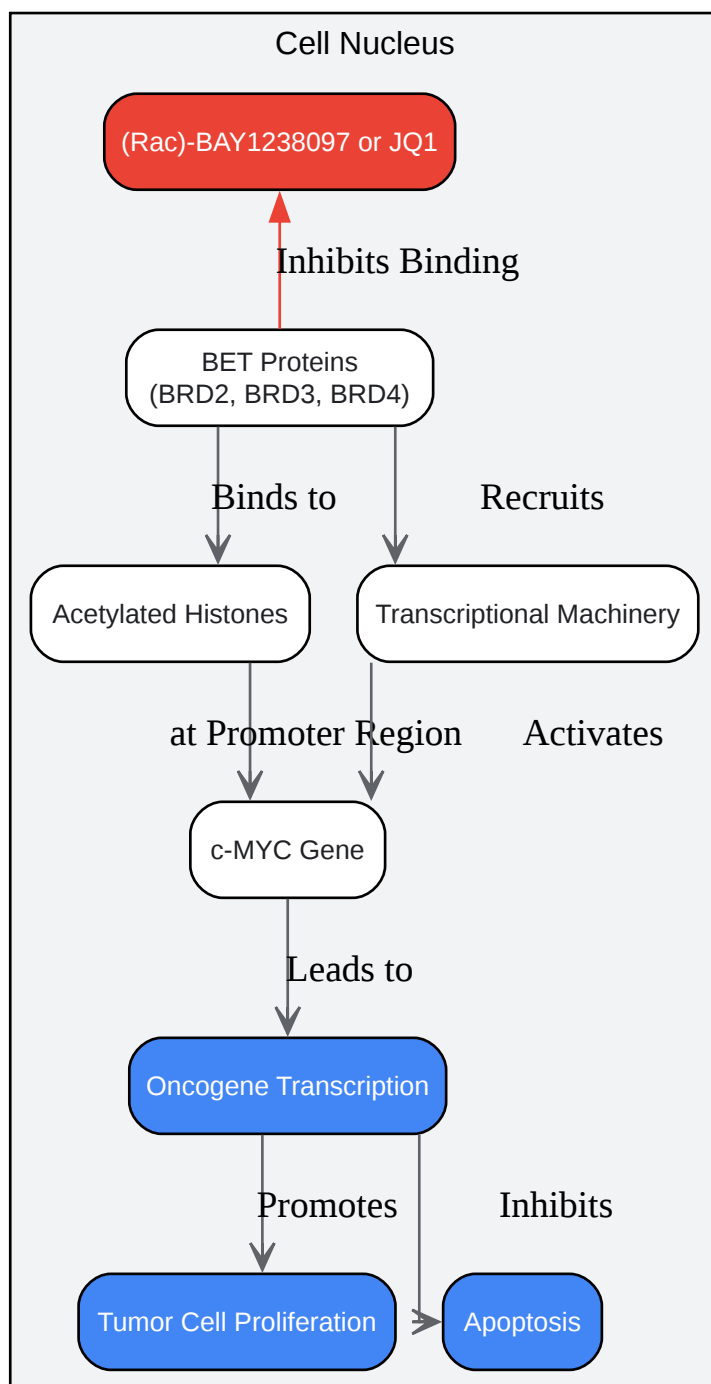 Cell Nucleus
(Rac)-BAY1238097 or JQ1
Inhibits Binding
BET Proteins
(BRD2, BRD3, BRD4)
Binds to
Recruits
Acetylated Histones
Transcriptional Machinery
at Promoter Region
Activates
c-MYC Gene
Leads to
Oncogene Transcription
Promotes
Inhibits
Tumor Cell Proliferation
Apoptosis